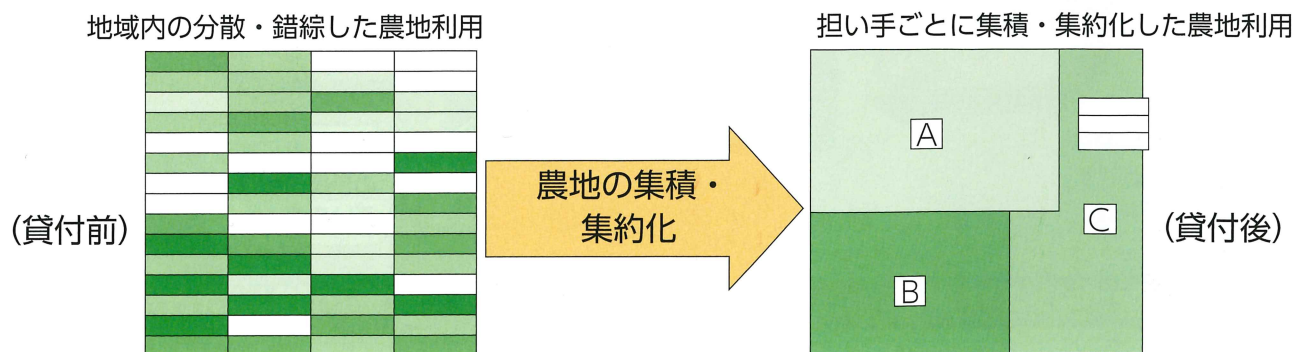 地域内の分散・錯綜した農地利用
担い手ごとに集積・集約化した農地利用
(貸付前)
農地の集積・
集約化
A
B
C
(貸付後)